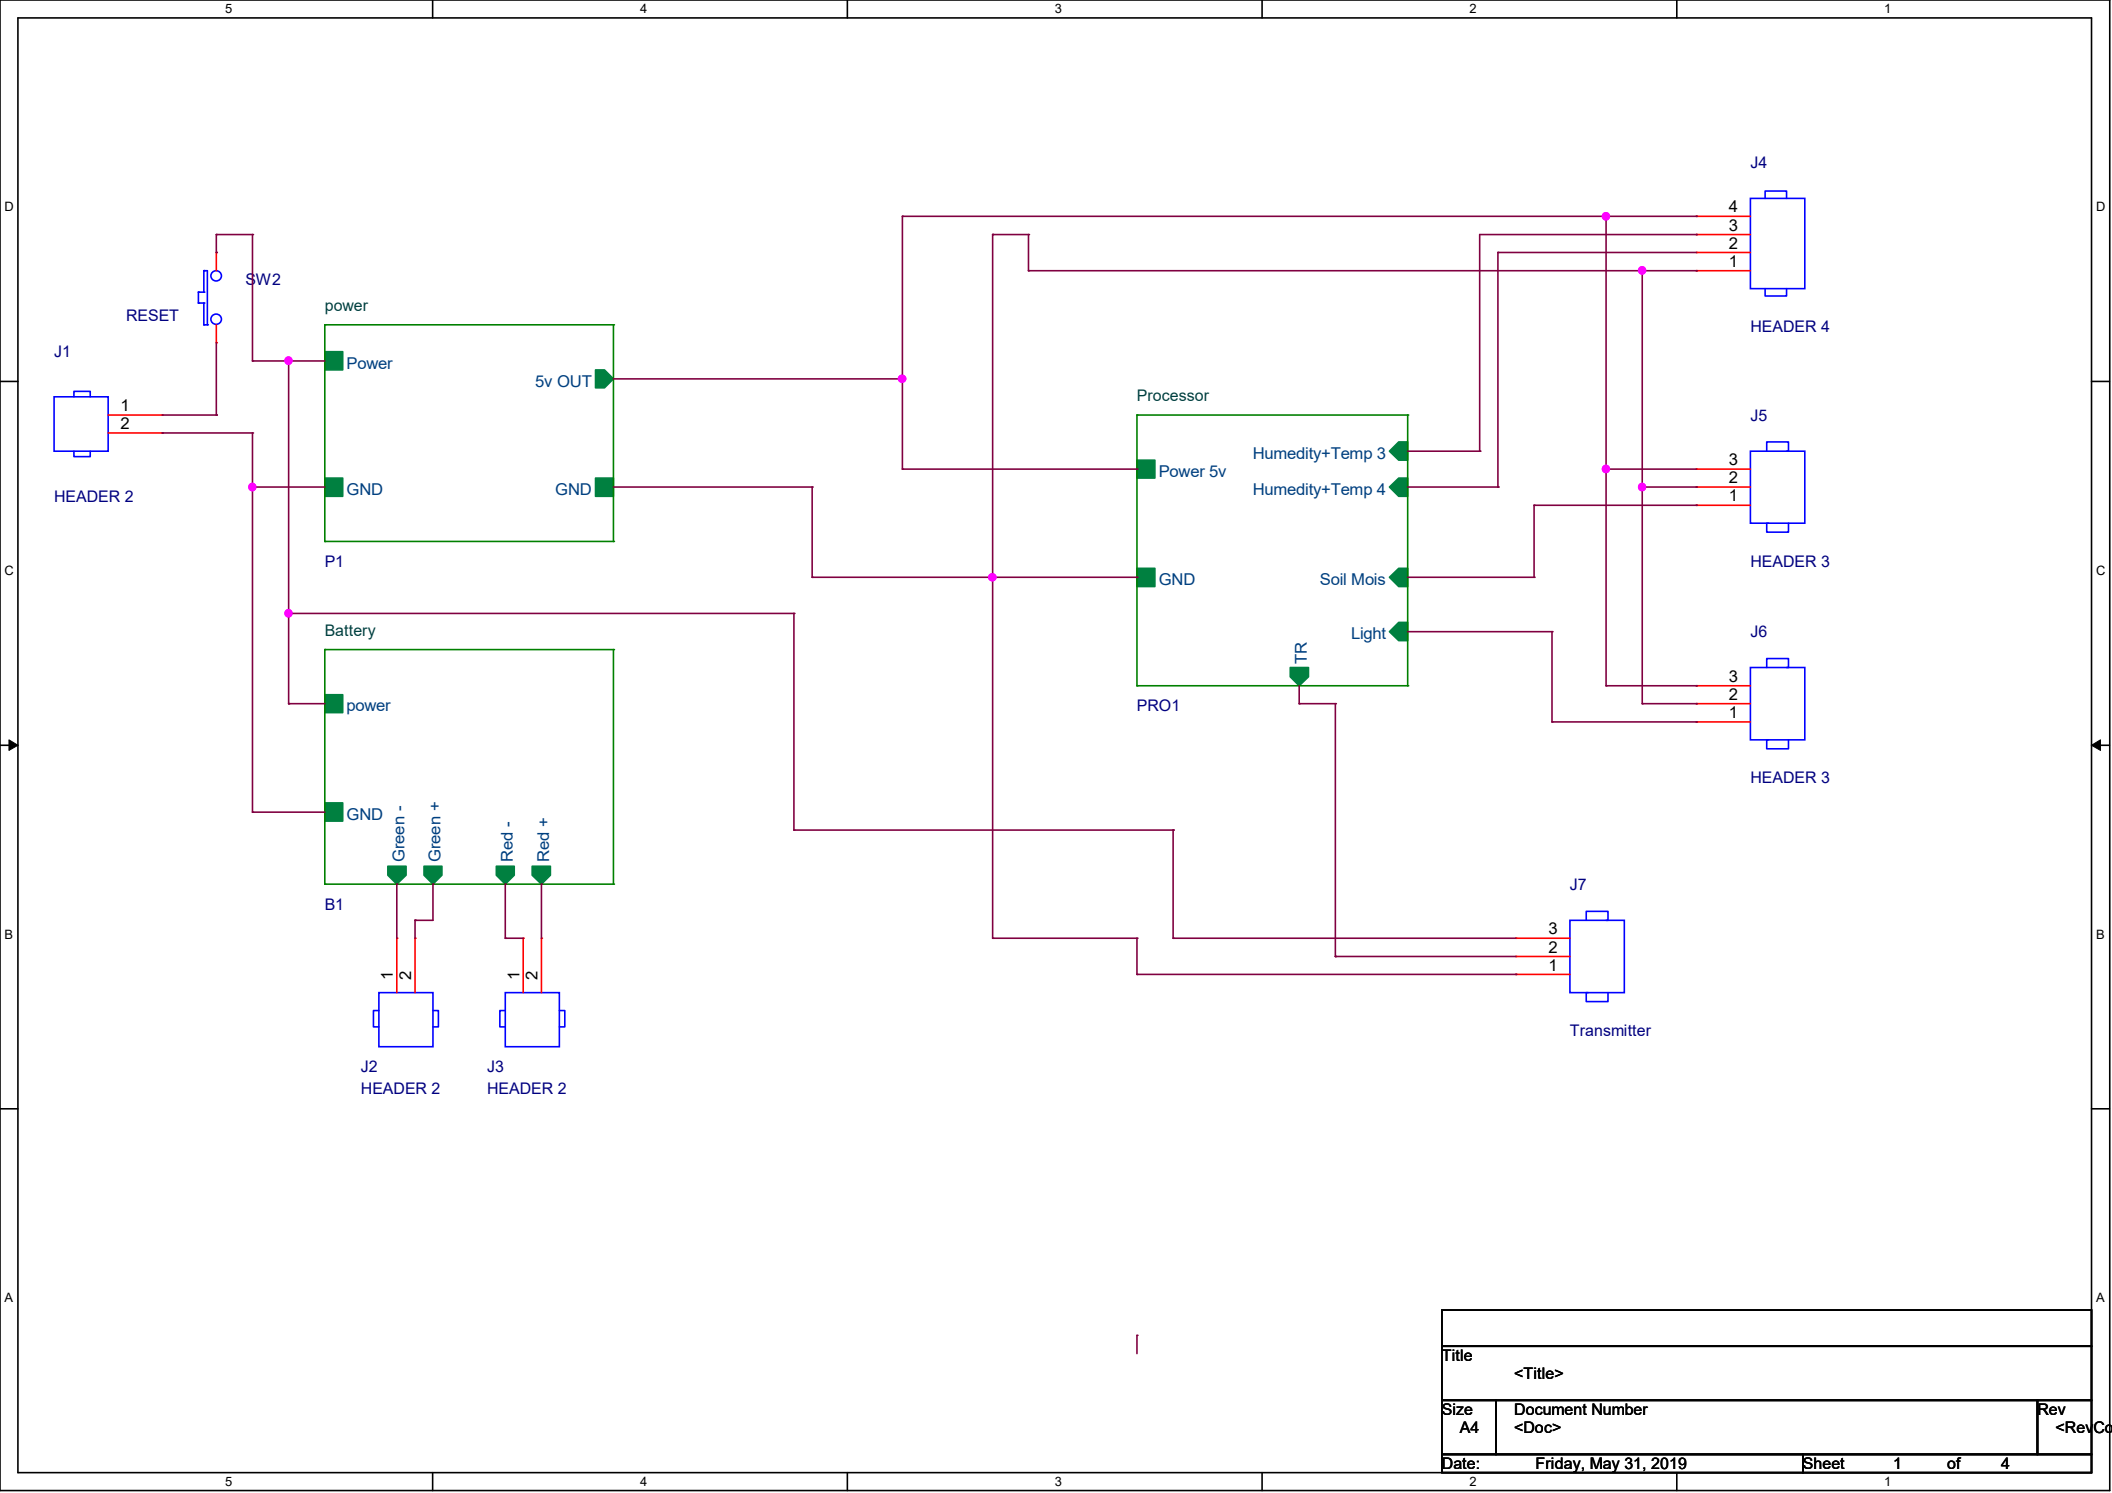 5 4 3 2 1
D
D
C
C
B
B
A
A
J4
4
3
2
1
HEADER 4
SW2
RESET
J1
1
2
HEADER 2
power
Power
5v OUT
GND
GND
P1
Processor
Power 5v
GND
Humedity+Temp 3
Humedity+Temp 4
Soil Mois
Light
TR
PRO1
J5
3
2
1
HEADER 3
J6
3
2
1
HEADER 3
Battery
power
GND
Green -
Green +
Red -
Red +
B1
1
2
J2
HEADER 2
1
2
J3
HEADER 2
J7
3
2
1
Transmitter
Title
<Title>
Size
A4
Document Number
<Doc>
Rev
<RevCo
Date: Friday, May 31, 2019 Sheet 1 of 4
5 4 3 2 1